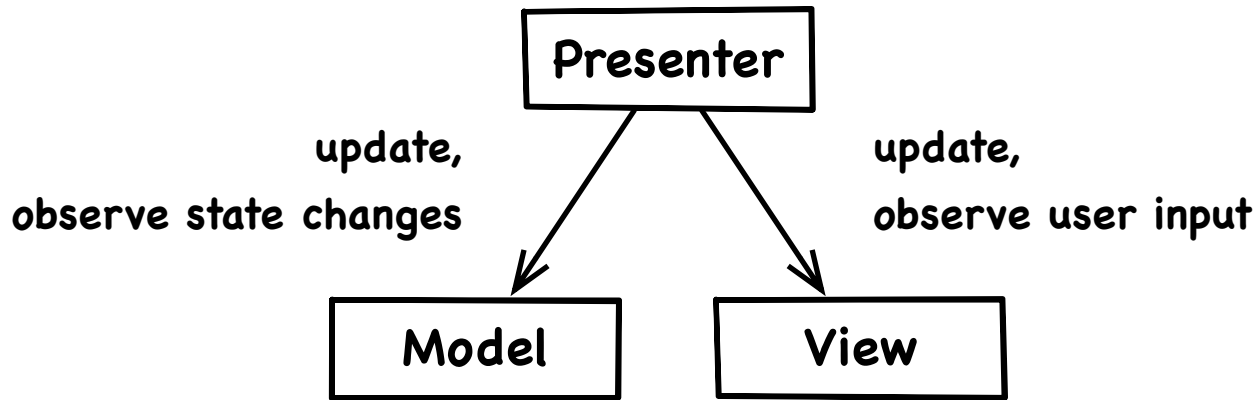 Presenter
update,
observe state changes
update,
observe user input
Model
View